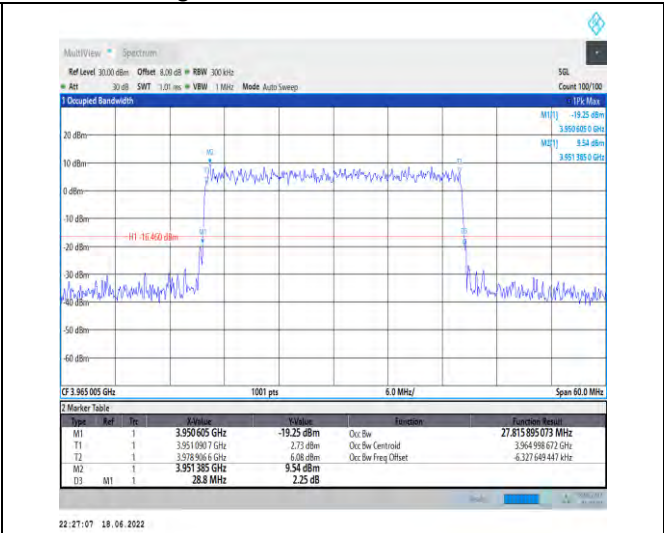 MultiView Spectrum
Ref Level 30.00 dBm Offset 8.09 dB RBW 300 kHz SGL
Att 30 dB SWT 1.01 ms VBW 1 MHz Mode Auto Sweep Count 100/100
1 Occupied Bandwidth 1Pk Max
M1[1] -19.25 dBm
3.950 605 0 GHz
M2[1] 9.54 dBm
3.951 385 0 GHz
20 dBm
M2
10 dBm
0 dBm
-10 dBm
M1
H1 -16.460 dBm
-20 dBm
-30 dBm
-40 dBm
-50 dBm
-60 dBm
CF 3.965 005 GHz 1001 pts 6.0 MHz/ Span 60.0 MHz
2 Marker Table
Type Ref Trc X-Value Y-Value Function Function Result
M1 1 3.950 605 GHz -19.25 dBm Occ Bw 27.815 895 073 MHz
T1 1 3.951 090 7 GHz 2.73 dBm Occ Bw Centroid 3.964 998 672 GHz
T2 1 3.978 906 6 GHz 6.08 dBm Occ Bw Freq Offset -6.327 649 447 kHz
M2 1 3.951 385 GHz 9.54 dBm
D3 M1 1 28.8 MHz 2.25 dB
22:27:07 18.06.2022